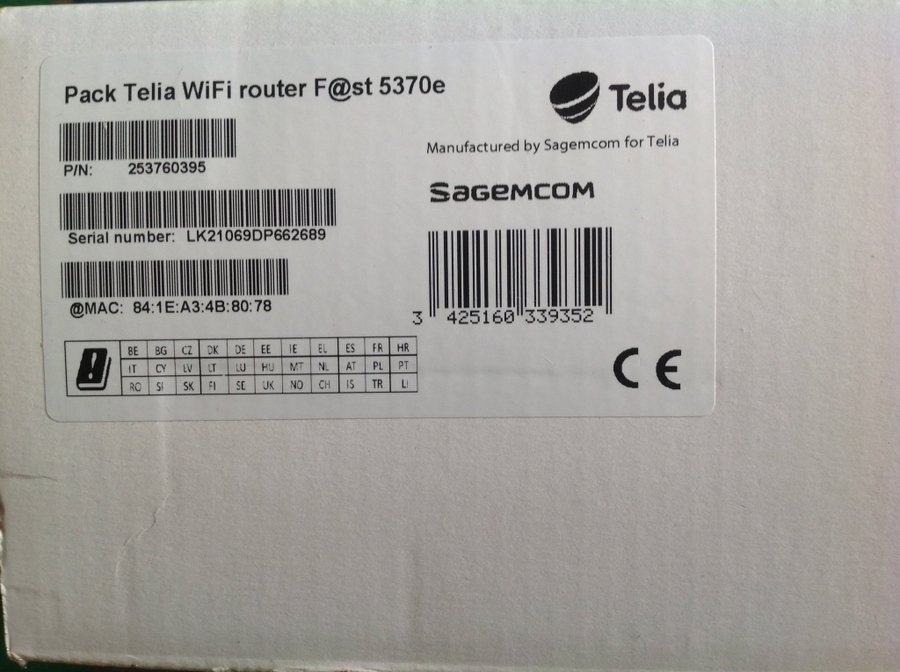 Pack Telia WiFi router F@st 5370e
Telia
Manufactured by Sagemcom for Telia
P/N: 253760395
SAGEMCOM
Serial number: LK21069DP662689
@MAC: 84:1E:A3:4B:80:78
3 425160 339352
BE BG CZ DK DE EE IE EL ES FR HR
IT CY LV LT LU HU MT NL AT PL PT
RO SI SK FI SE UK NO CH IS TR LI
CE